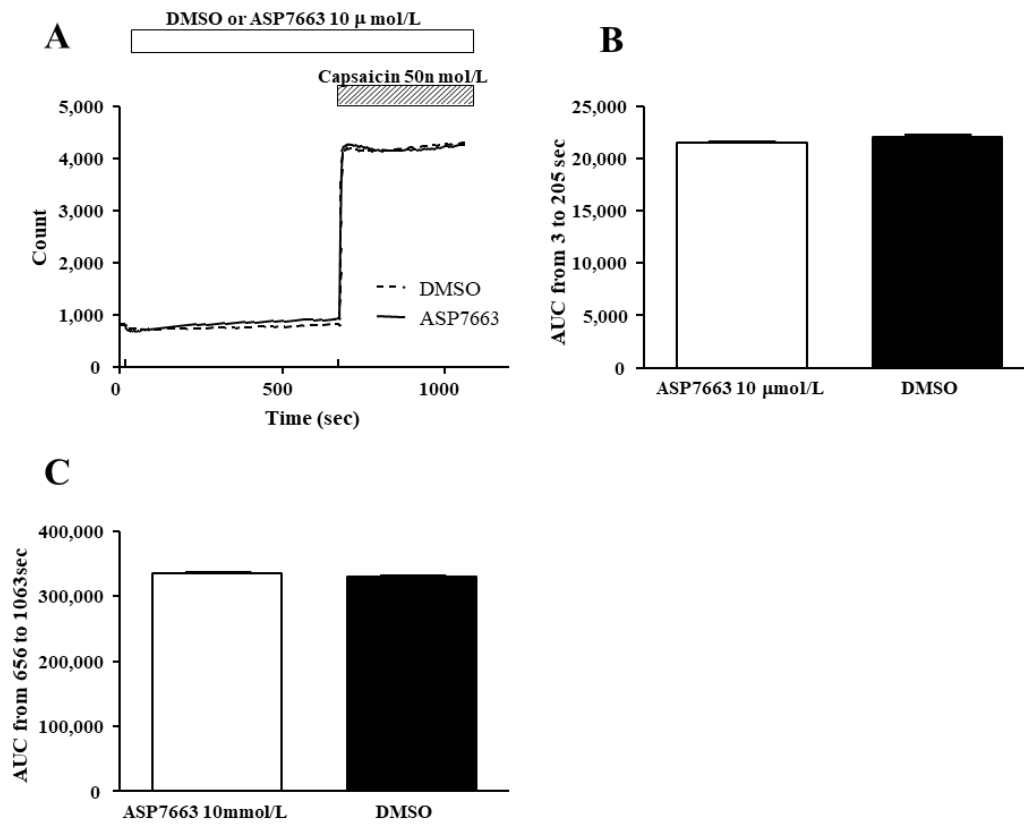 A
DMSO or ASP7663 10 μ mol/L
Capsaicin 50n mol/L
5,000
4,000
3,000
2,000
1,000
0
Count
DMSO
ASP7663
0
500
1000
Time (sec)
B
25,000
20,000
15,000
10,000
5,000
0
AUC from 3 to 205 sec
ASP7663 10 μmol/L
DMSO
C
400,000
300,000
200,000
100,000
0
AUC from 656 to 1063sec
ASP7663 10mmol/L
DMSO